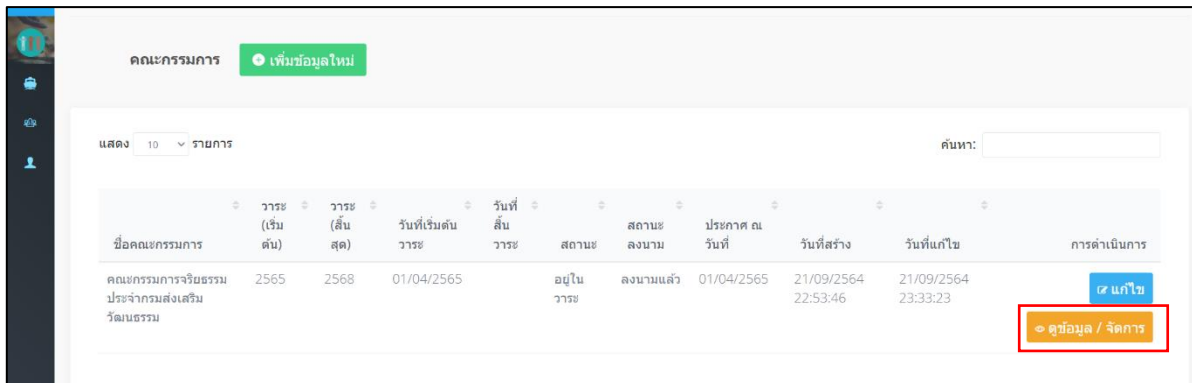 คณะกรรมการ เพิ่มข้อมูลใหม่
แสดง 10 รายการ ค้นหา:
ชื่อคณะกรรมการ วาระ (เริ่มต้น) วาระ (สิ้นสุด) วันที่เริ่มต้นวาระ วันที่สิ้นวาระ สถานะ สถานะลงนาม ประกาศ ณ วันที่ วันที่สร้าง วันที่แก้ไข การดำเนินการ
คณะกรรมการจริยธรรม 2565 2568 01/04/2565 อยู่ใน ลงนามแล้ว 01/04/2565 21/09/2564 21/09/2564 แก้ไข
ประจำกรมส่งเสริม วาระ 22:53:46 23:33:23
วัฒนธรรม ดูข้อมูล / จัดการ